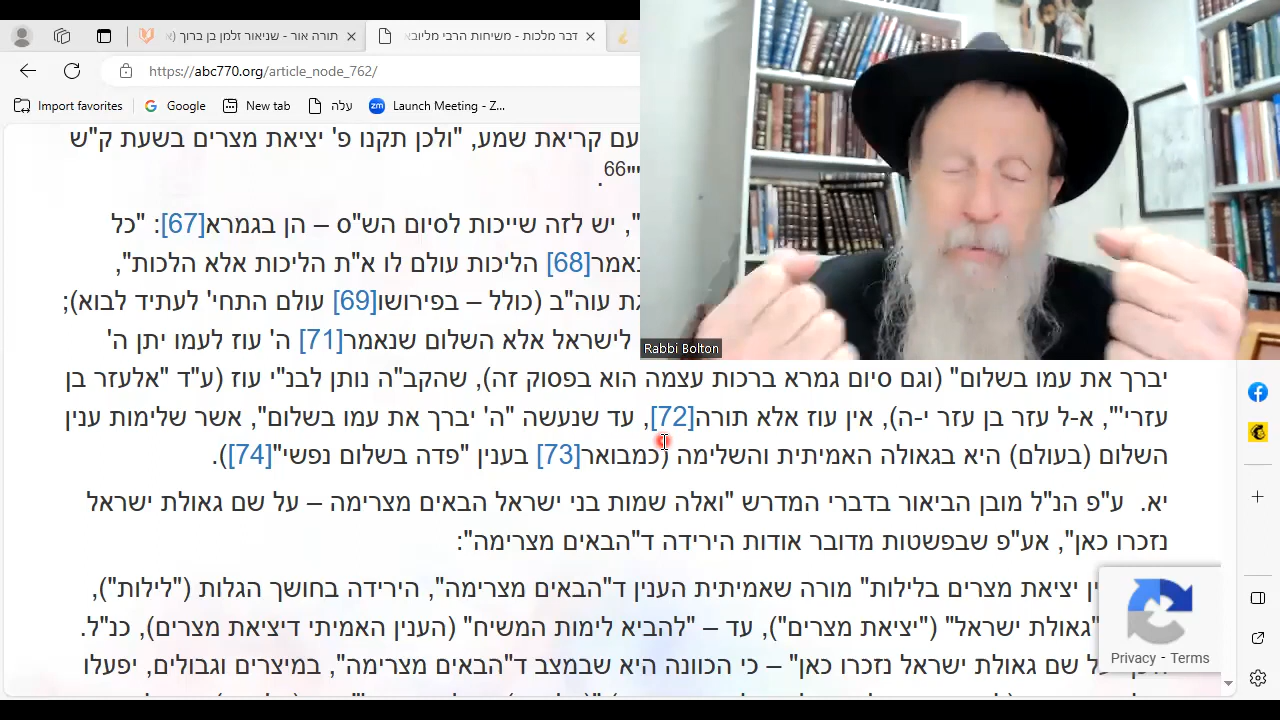 תורה אור - שניאור זלמן בן ברוך (א
דבר מלכות - משיחות הרבי מליובא
https://abc770.org/article_node_762/
Import favorites
Google
New tab
עלה
Launch Meeting - Z...
עם קריאת שמע, "ולכן תקנו פ' יציאת מצרים בשעת ק"ש
"66.
", יש לזה שייכות לסיום הש"ס – הן בגמרא[67]: "כל
נאמר[68] הליכות עולם לו א"ת הליכות אלא הלכות",
גת עוה"ב (כולל – בפירושו[69] עולם התחי' לעתיד לבוא);
לישראל אלא השלום שנאמר[71] ה' עוז לעמו יתן ה'
יברך את עמו בשלום" (וגם סיום גמרא ברכות עצמה הוא בפסוק זה), שהקב"ה נותן לבנ"י עוז (ע"ד "אלעזר בן
עזרי'", א-ל עזר בן עזר י-ה), אין עוז אלא תורה[72], עד שנעשה "ה' יברך את עמו בשלום", אשר שלימות ענין
השלום (בעולם) היא בגאולה האמיתית והשלימה (כמבואר[73] בענין "פדה בשלום נפשי"[74]).
יא. ע"פ הנ"ל מובן הביאור בדברי המדרש "ואלה שמות בני ישראל הבאים מצרימה – על שם גאולת ישראל
נזכרו כאן", אע"פ שבפשטות מדובר אודות הירידה ד"הבאים מצרימה":
ין יציאת מצרים בלילות" מורה שאמיתית הענין ד"הבאים מצרימה", הירידה בחושך הגלות ("לילות"),
"גאולת ישראל" ("יציאת מצרים"), עד – "להביא לימות המשיח" (הענין האמיתי דיציאת מצרים), כנ"ל.
על שם גאולת ישראל נזכרו כאן" – כי הכוונה היא שבמצב ד"הבאים מצרימה", במיצרים וגבולים, יפעלו
Rabbi Bolton
Privacy - Terms